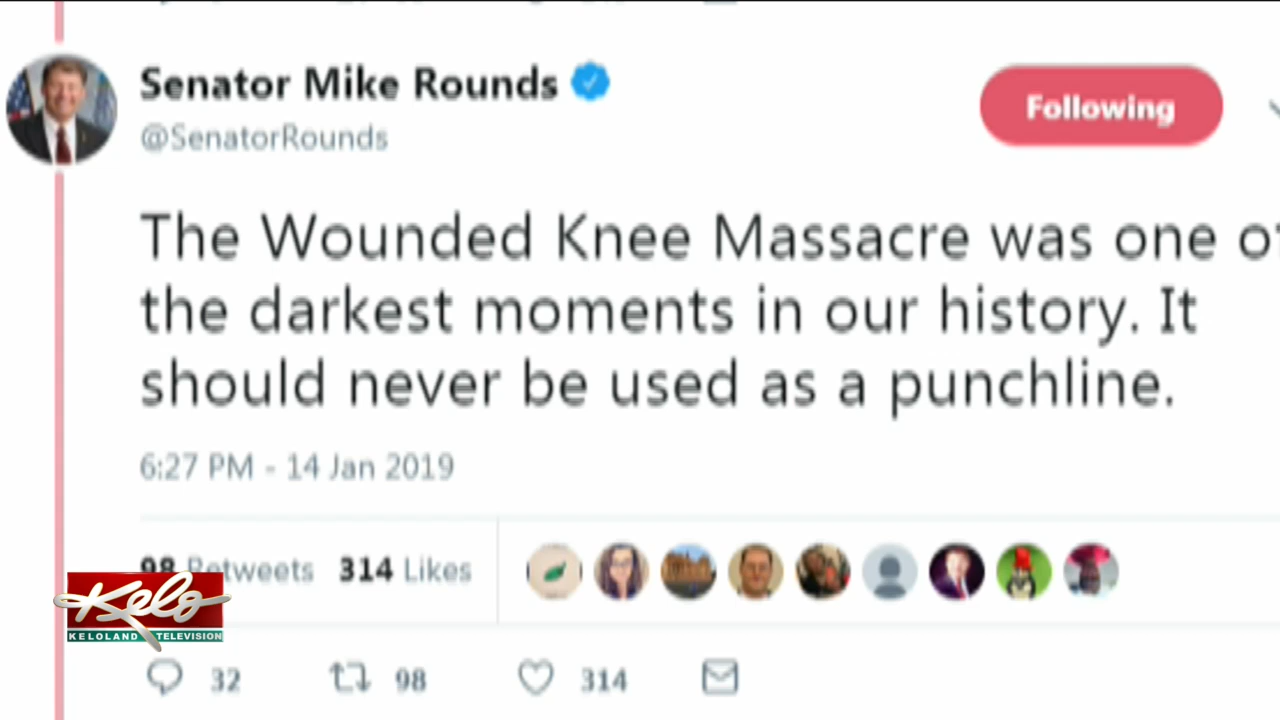 Senator Mike Rounds
Following
@SenatorRounds
The Wounded Knee Massacre was one of
the darkest moments in our history. It
should never be used as a punchline.
6:27 PM - 14 Jan 2019
98 Retweets 314 Likes
Kelo
KELOLAND TELEVISION
32 98 314